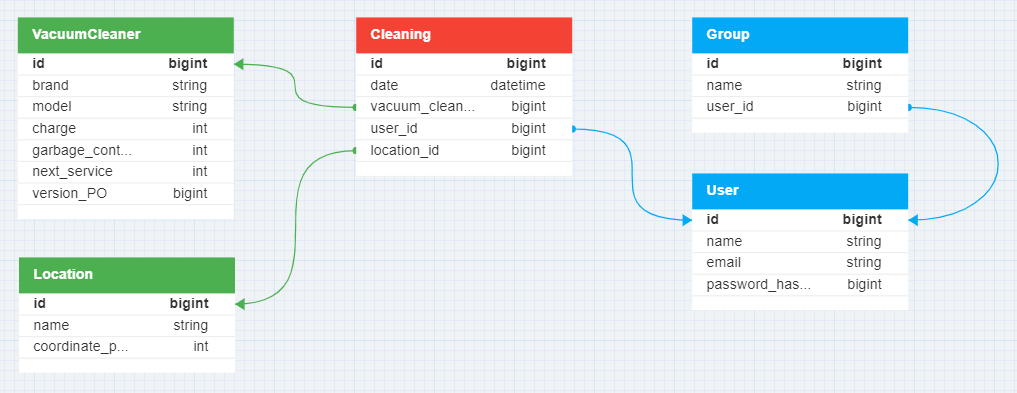 VacuumCleaner
id bigint
brand string
model string
charge int
garbage_cont... int
next_service int
version_PO bigint
Location
id bigint
name string
coordinate_p... int
Cleaning
id bigint
date datetime
vacuum_clean... bigint
user_id bigint
location_id bigint
Group
id bigint
name string
user_id bigint
User
id bigint
name string
email string
password_has... bigint